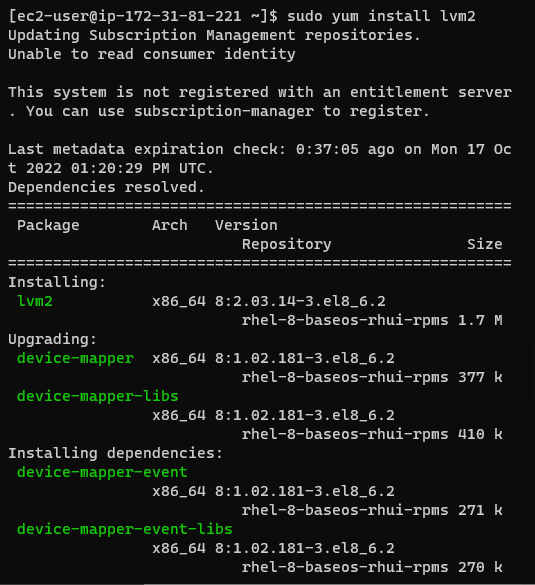 [ec2-user@ip-172-31-81-221 ~]$ sudo yum install lvm2
Updating Subscription Management repositories.
Unable to read consumer identity

This system is not registered with an entitlement server
. You can use subscription-manager to register.

Last metadata expiration check: 0:37:05 ago on Mon 17 Oc
t 2022 01:20:29 PM UTC.
Dependencies resolved.
========================================================
 Package        Arch   Version
                          Repository               Size
========================================================
Installing:
 lvm2           x86_64 8:2.03.14-3.el8_6.2
                          rhel-8-baseos-rhui-rpms 1.7 M
Upgrading:
 device-mapper  x86_64 8:1.02.181-3.el8_6.2
                          rhel-8-baseos-rhui-rpms 377 k
 device-mapper-libs
                x86_64 8:1.02.181-3.el8_6.2
                          rhel-8-baseos-rhui-rpms 410 k
Installing dependencies:
 device-mapper-event
                x86_64 8:1.02.181-3.el8_6.2
                          rhel-8-baseos-rhui-rpms 271 k
 device-mapper-event-libs
                x86_64 8:1.02.181-3.el8_6.2
                          rhel-8-baseos-rhui-rpms 270 k